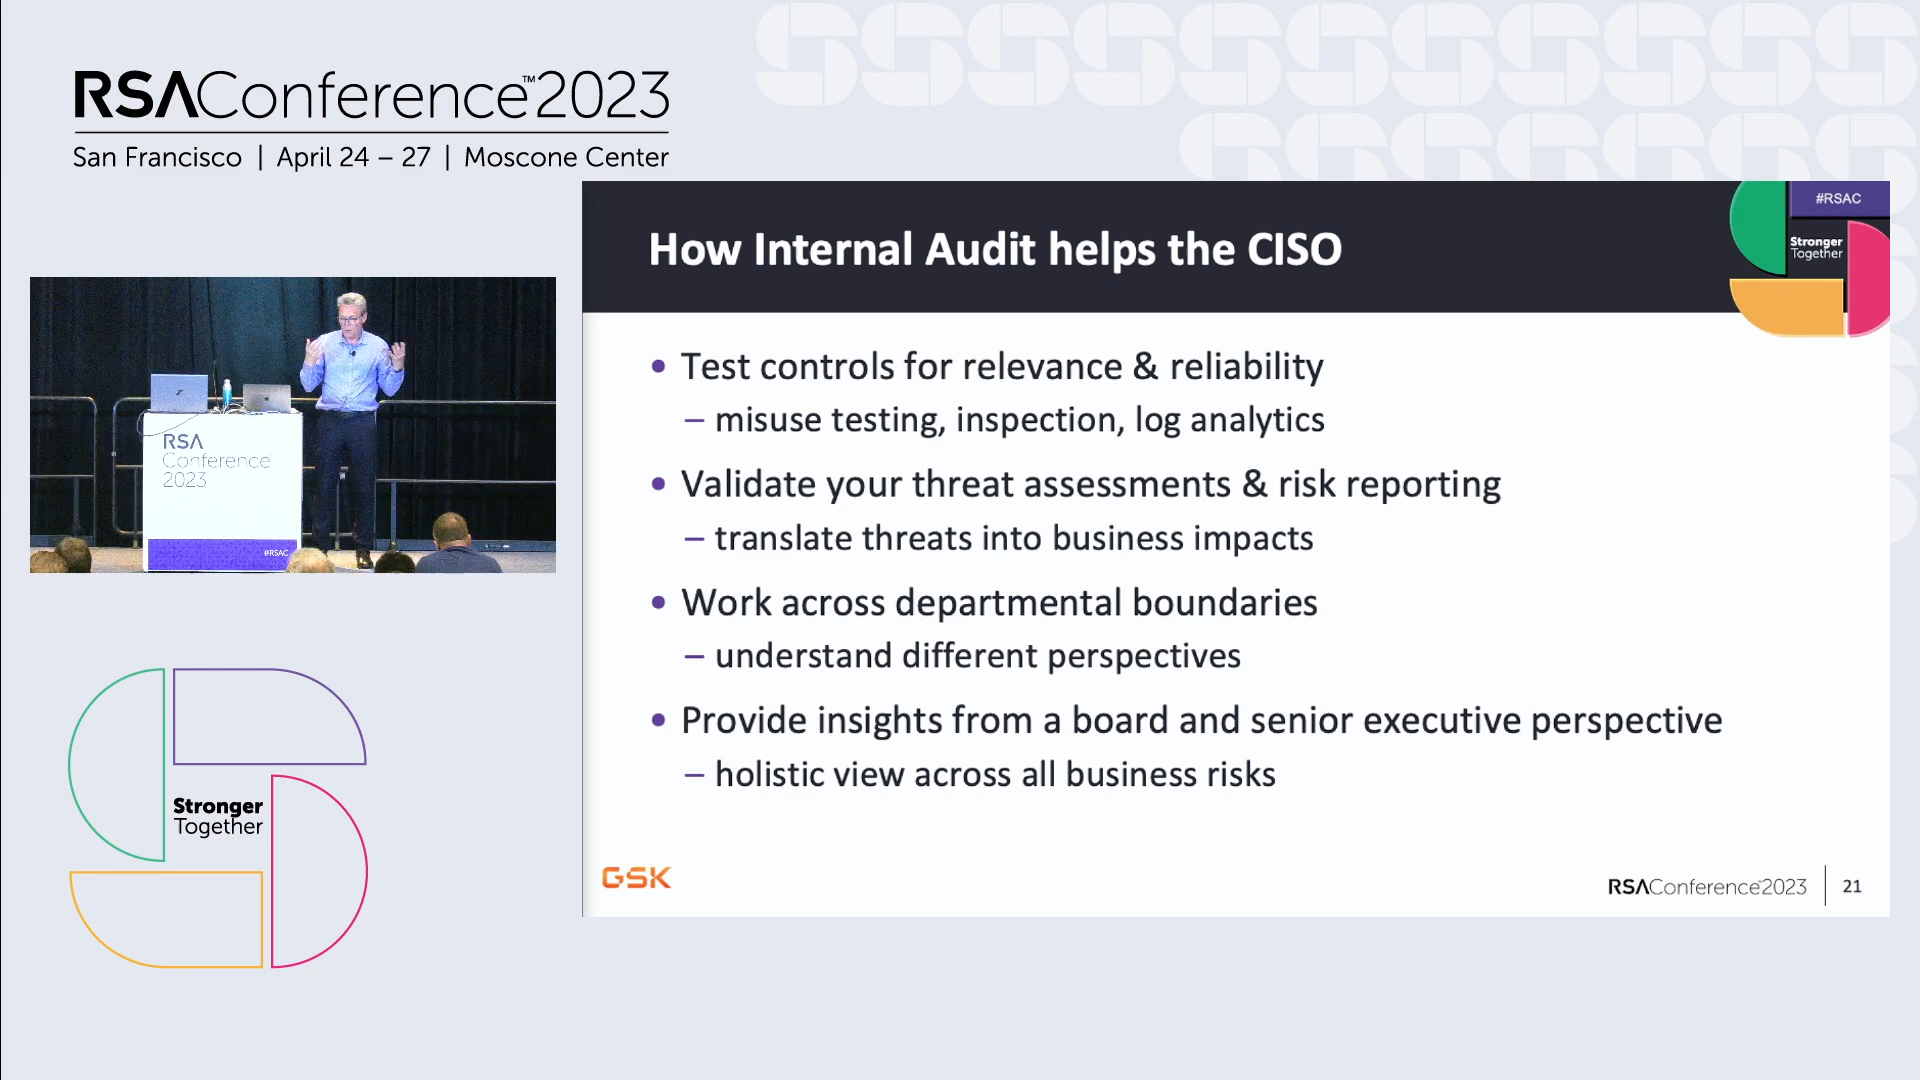 RSAConference™2023
San Francisco | April 24 – 27 | Moscone Center
#RSAC
Stronger
Together
How Internal Audit helps the CISO
• Test controls for relevance & reliability
– misuse testing, inspection, log analytics
• Validate your threat assessments & risk reporting
– translate threats into business impacts
• Work across departmental boundaries
– understand different perspectives
• Provide insights from a board and senior executive perspective
– holistic view across all business risks
GSK
RSAConference™2023 | 21
RSA
Conference™
2023
#RSAC
Stronger
Together